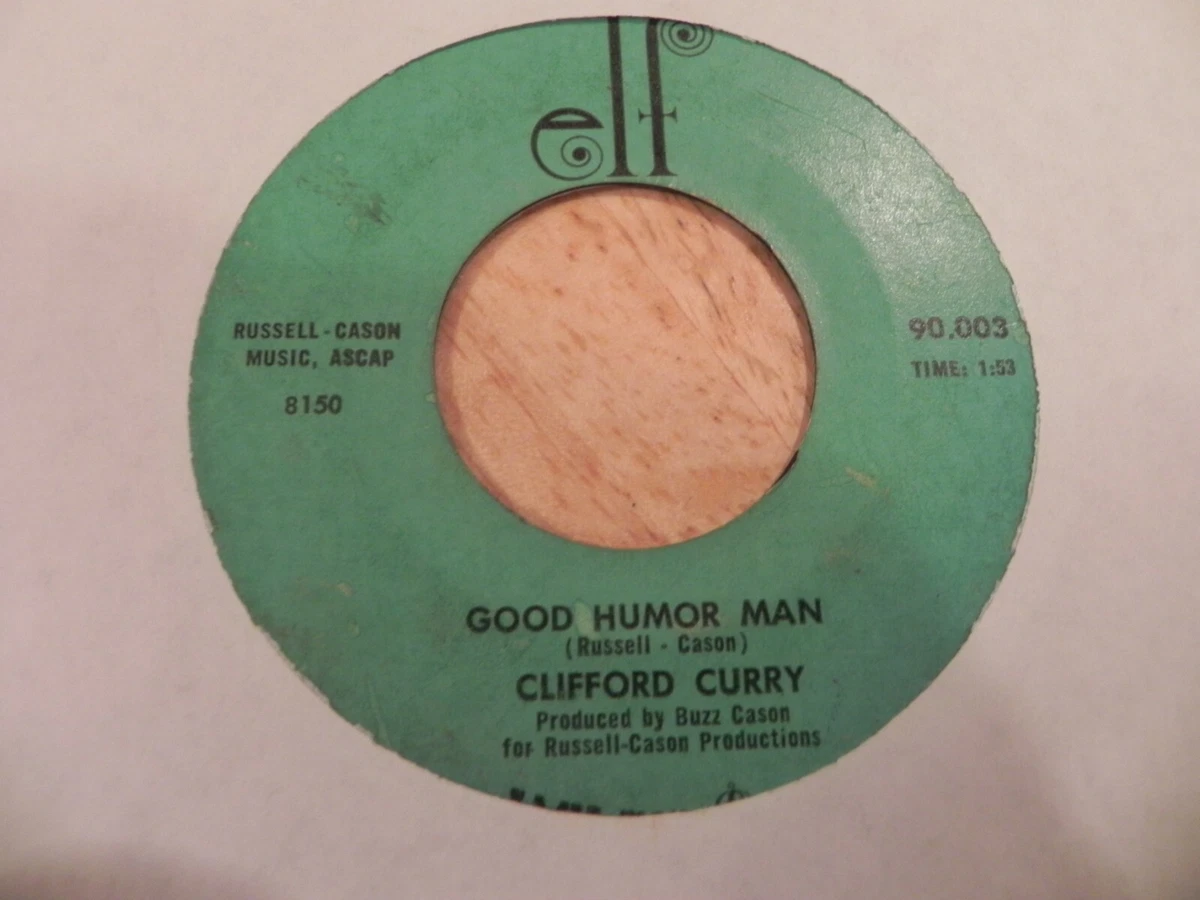 elf
RUSSELL-CASON
MUSIC, ASCAP
8150
90,003
TIME: 1:53
GOOD HUMOR MAN
(Russell - Cason)
CLIFFORD CURRY
Produced by Buzz Cason
for Russell-Cason Productions